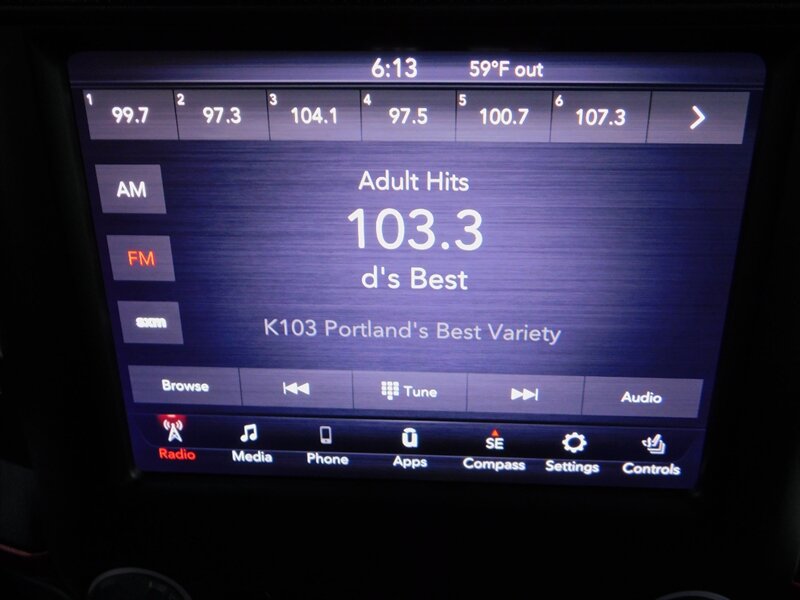 6:13 59°F out
1 99.7 2 97.3 3 104.1 4 97.5 5 100.7 6 107.3
AM
FM
sxm
Adult Hits
103.3
d's Best
K103 Portland's Best Variety
Browse Tune Audio
SE
Radio Media Phone Apps Compass Settings Controls